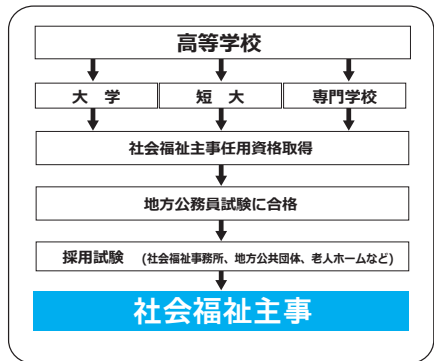 高等学校
大　学　短　大　専門学校
社会福祉主事任用資格取得
地方公務員試験に合格
採用試験 (社会福祉事務所、地方公共団体、老人ホームなど)
社会福祉主事